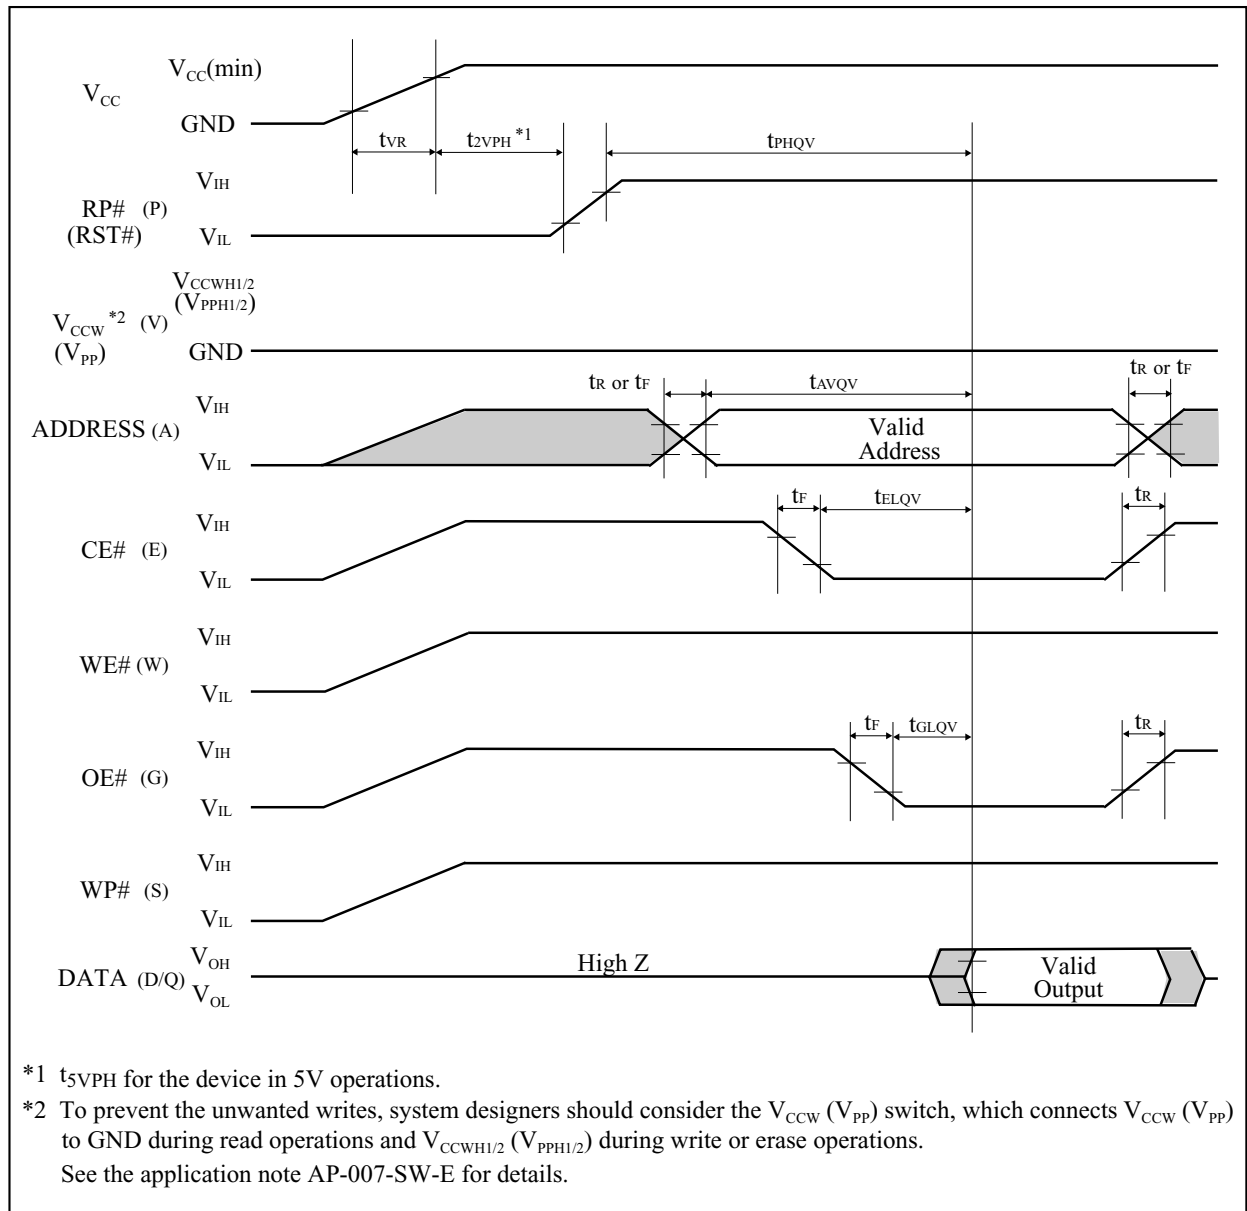 VCC
VCC(min)
GND
tVR
t2VPH *1
tPHQV
RP# (P)
(RST#)
VIH
VIL
VCCW *2 (V)
(VPP)
VCCWH1/2
(VPPH1/2)
GND
tR or tF
tAVQV
tR or tF
ADDRESS (A)
VIH
VIL
Valid
Address
tF
tELQV
tR
CE# (E)
VIH
VIL
WE# (W)
VIH
VIL
tF
tGLQV
tR
OE# (G)
VIH
VIL
WP# (S)
VIH
VIL
DATA (D/Q)
VOH
VOL
High Z
Valid
Output
*1 t5VPH for the device in 5V operations.
*2 To prevent the unwanted writes, system designers should consider the VCCW (VPP) switch, which connects VCCW (VPP)
to GND during read operations and VCCWH1/2 (VPPH1/2) during write or erase operations.
See the application note AP-007-SW-E for details.